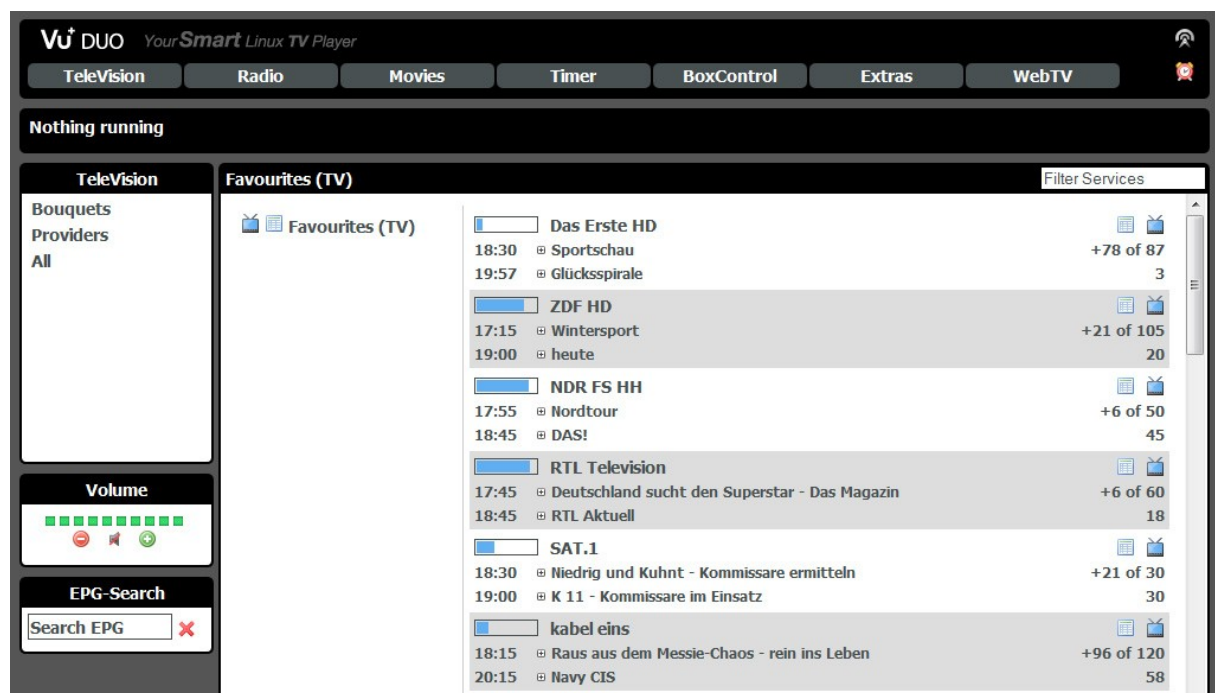 Vu+ DUO Your Smart Linux TV Player
TeleVision Radio Movies Timer BoxControl Extras WebTV
Nothing running
TeleVision
Bouquets
Providers
All
Volume
EPG-Search
Search EPG
Favourites (TV)
Filter Services
Favourites (TV)
Das Erste HD
18:30 Sportschau +78 of 87
19:57 Glücksspirale 3
ZDF HD
17:15 Wintersport +21 of 105
19:00 heute 20
NDR FS HH
17:55 Nordtour +6 of 50
18:45 DAS! 45
RTL Television
17:45 Deutschland sucht den Superstar - Das Magazin +6 of 60
18:45 RTL Aktuell 18
SAT.1
18:30 Niedrig und Kuhnt - Kommissare ermitteln +21 of 30
19:00 K 11 - Kommissare im Einsatz 30
kabel eins
18:15 Raus aus dem Messie-Chaos - rein ins Leben +96 of 120
20:15 Navy CIS 58